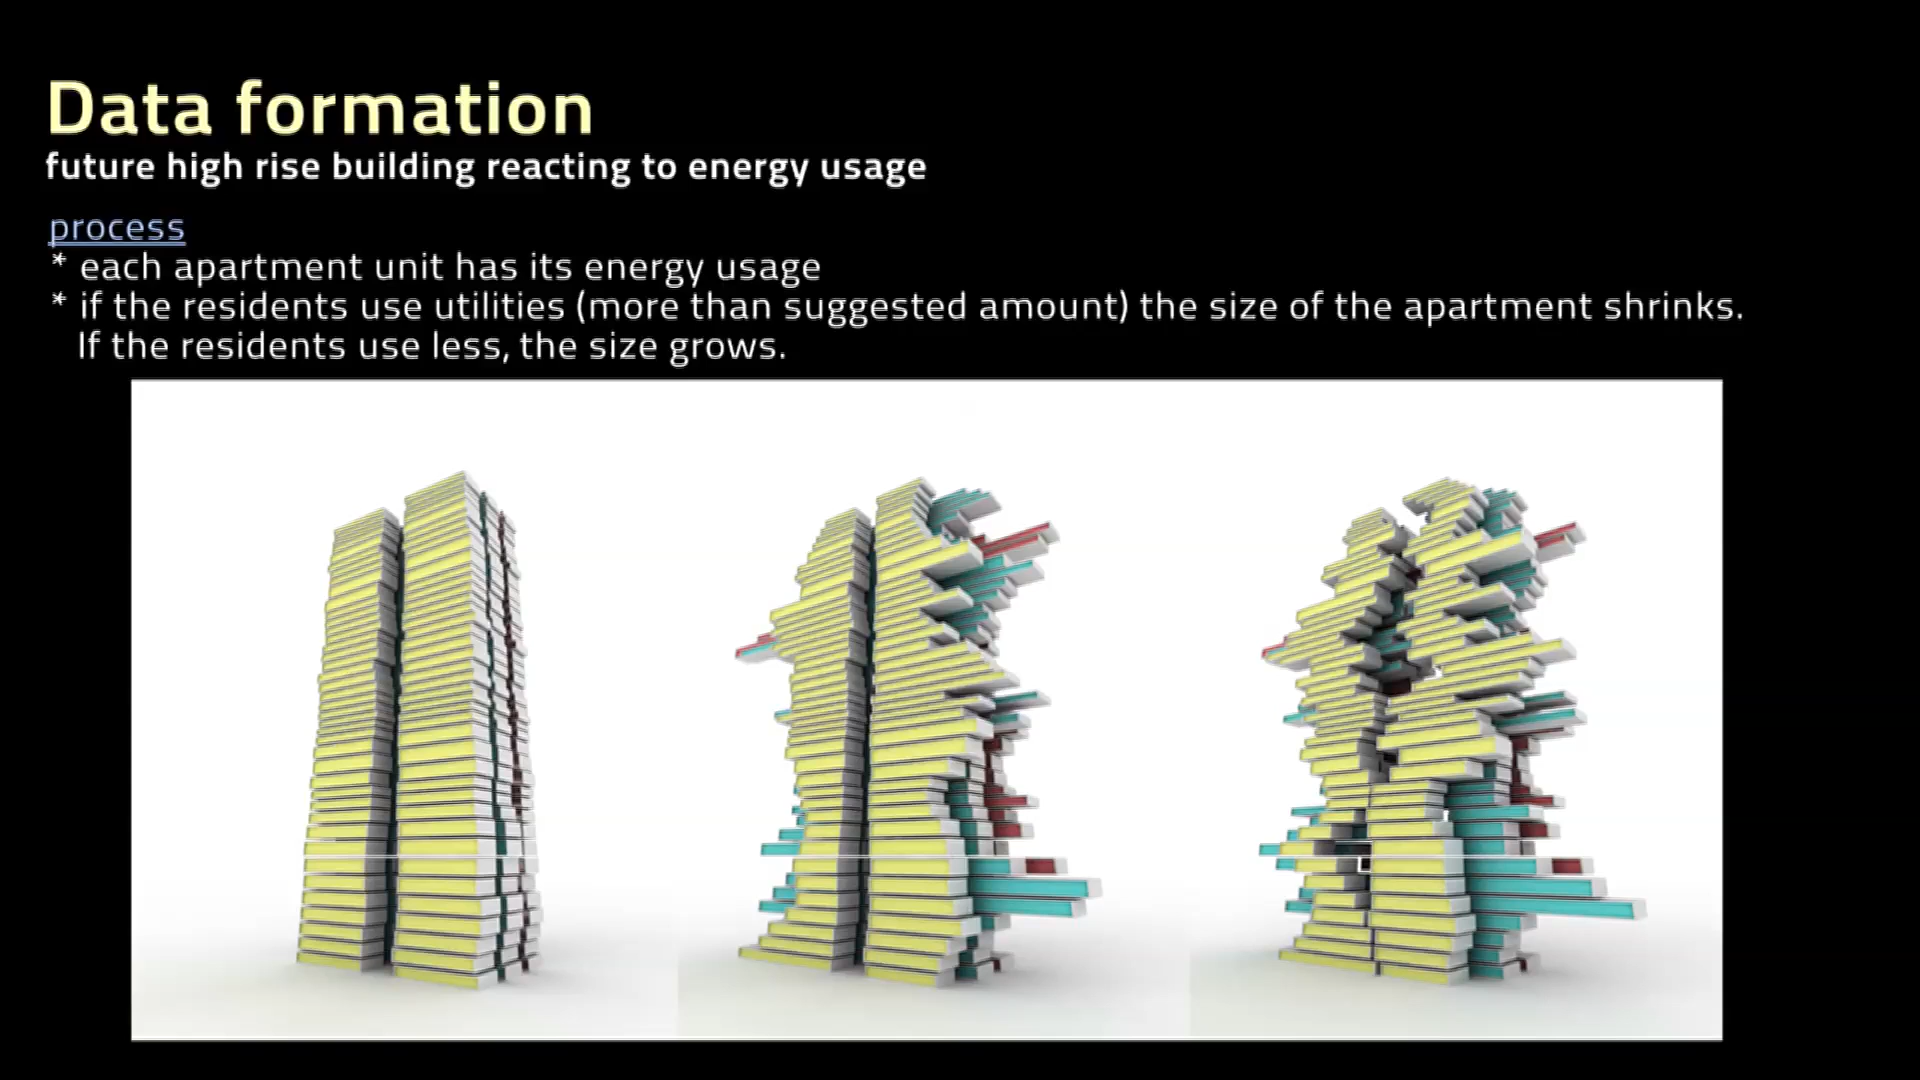 Data formation
future high rise building reacting to energy usage
process
* each apartment unit has its energy usage
* if the residents use utilities (more than suggested amount) the size of the apartment shrinks.
If the residents use less, the size grows.